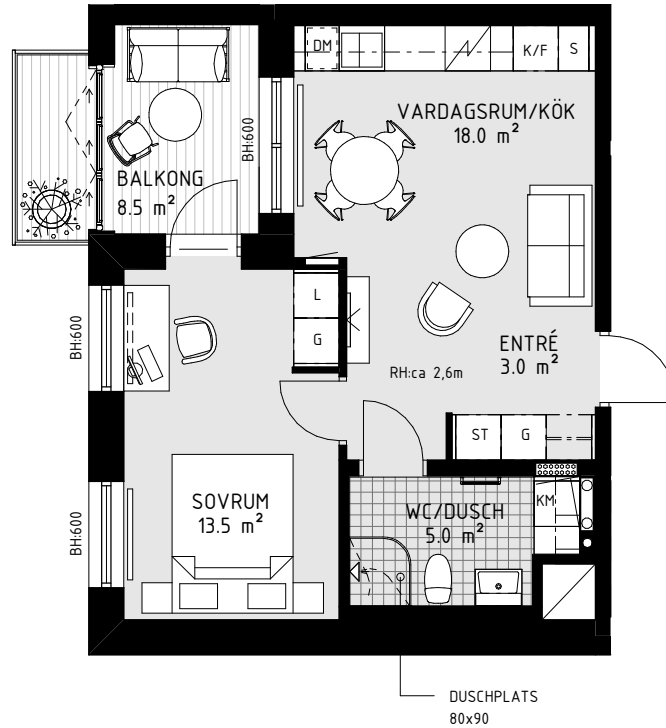 DM
K/F
S
VARDAGSRUM/KÖK
18.0 m²
BH:600
BALKONG
8.5 m²
L
G
BH:600
ENTRÉ
3.0 m²
RH:ca 2,6m
ST
G
SOVRUM
13.5 m²
WC/DUSCH
5.0 m²
KM
BH:600
DUSCHPLATS
80x90